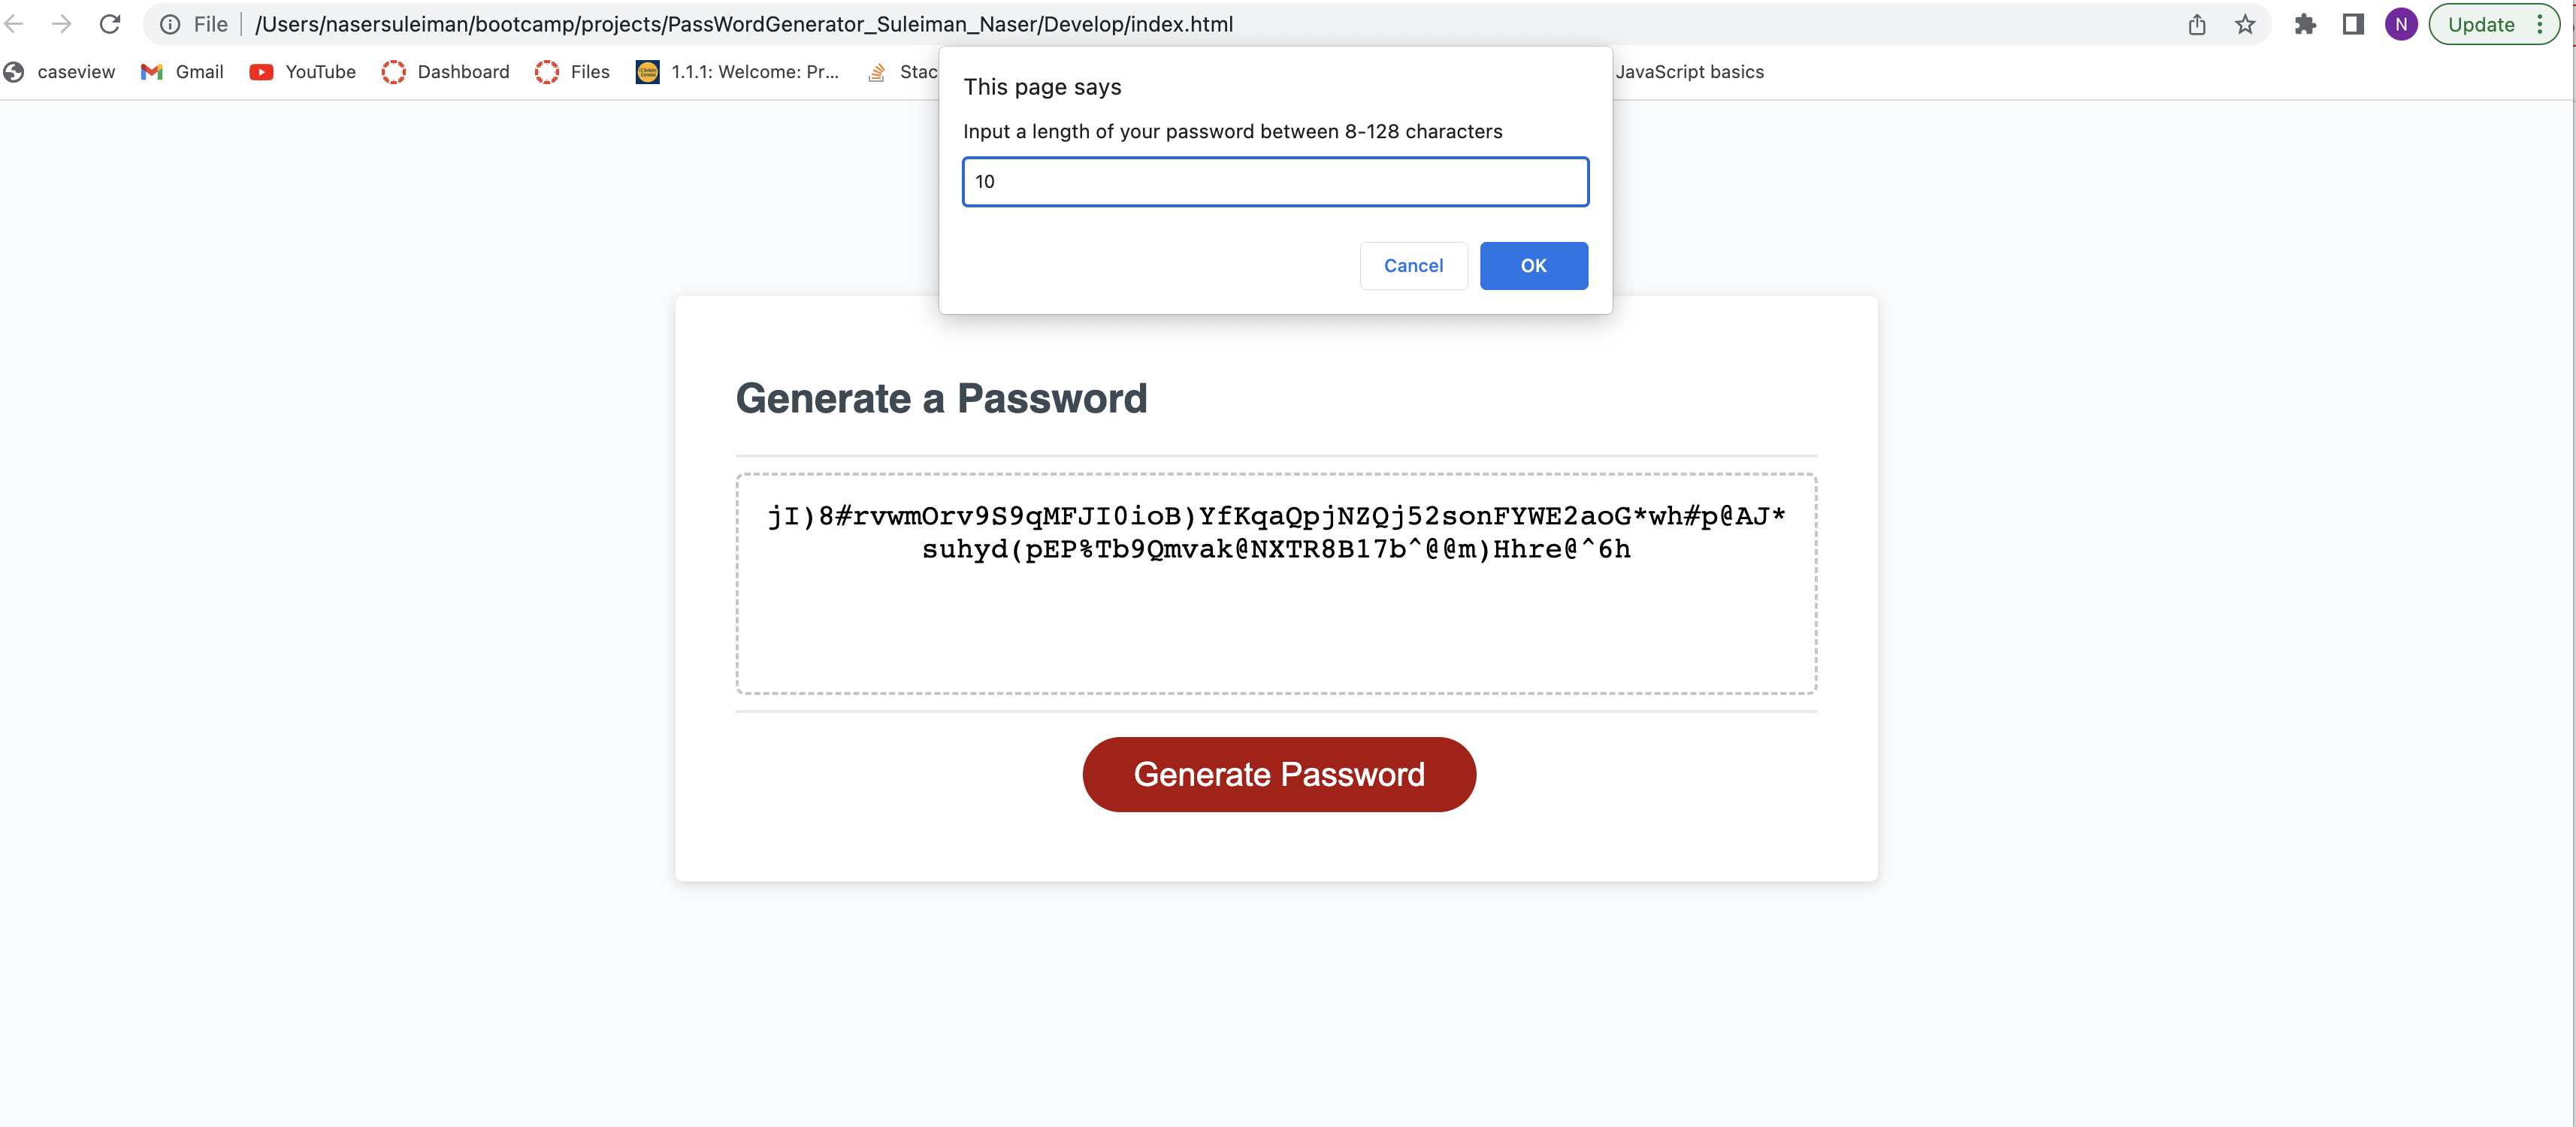 File /Users/nasersuleiman/bootcamp/projects/PassWordGenerator_Suleiman_Naser/Develop/index.html N Update
caseview Gmail YouTube Dashboard Files 1.1.1: Welcome: Pr... Stac JavaScript basics
This page says
Input a length of your password between 8-128 characters
10
Cancel OK
Generate a Password
jI)8#rvwmOrv9S9qMFJI0ioB)YfKqaQpjNZQj52sonFYWE2aoG*wh#p@AJ*
suhyd(pEP%Tb9Qmvak@NXTR8B17b^@@m)Hhre@^6h
Generate Password